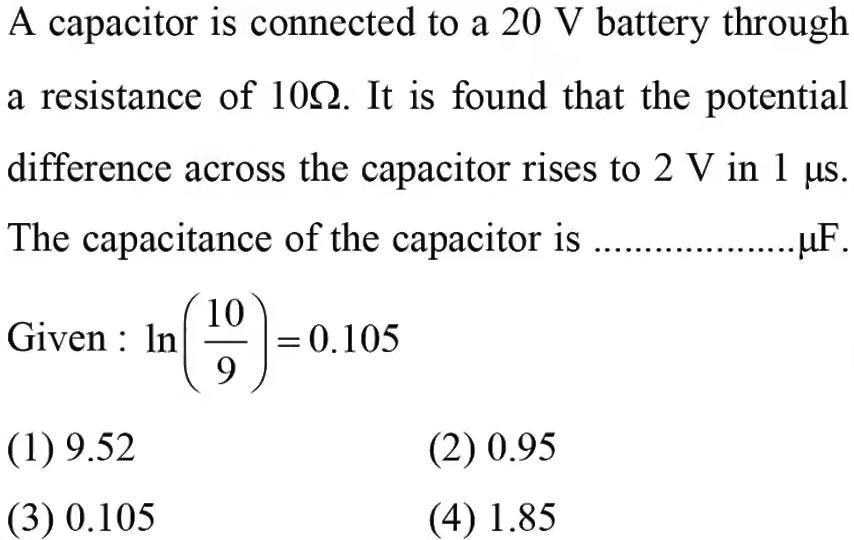 A capacitor is connected to a 20 V battery through
a resistance of 10Ω. It is found that the potential
difference across the capacitor rises to 2 V in 1 μs.
The capacitance of the capacitor is ....................μF.
Given : ln(10/9) = 0.105
(1) 9.52 (2) 0.95
(3) 0.105 (4) 1.85